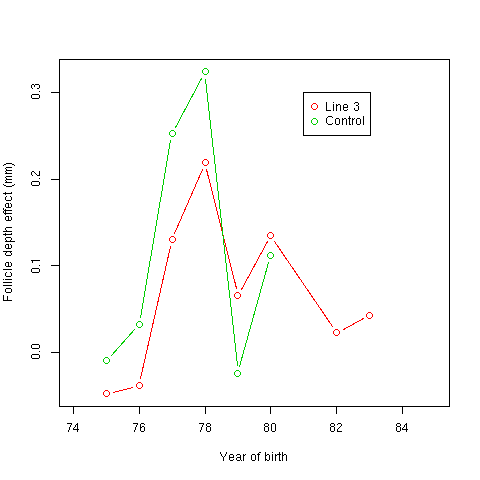 0.3
0.2
0.1
0.0
Follicle depth effect (mm)
Line 3
Control
74 76 78 80 82 84
Year of birth